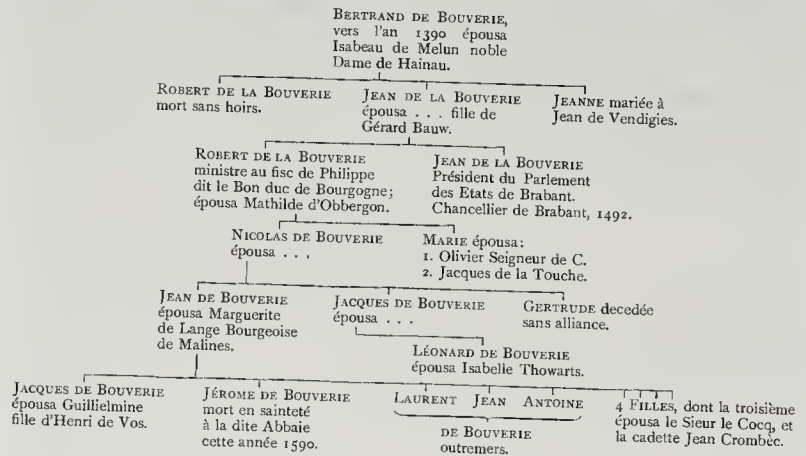 BERTRAND DE BOUVERIE,
vers l'an 1390 épousa
Isabeau de Melun noble
Dame de Hainau.
ROBERT DE LA BOUVERIE
mort sans hoirs.
JEAN DE LA BOUVERIE
épousa . . . fille de
Gérard Bauw.
JEANNE mariée à
Jean de Vendigies.
ROBERT DE LA BOUVERIE
ministre au fisc de Philippe
dit le Bon duc de Bourgogne;
épousa Mathilde d'Obbergon.
JEAN DE LA BOUVERIE
Président du Parlement
des Etats de Brabant.
Chancellier de Brabant, 1492.
NICOLAS DE BOUVERIE
épousa . . .
MARIE épousa:
1. Olivier Seigneur de C.
2. Jacques de la Touche.
JEAN DE BOUVERIE
épousa Marguerite
de Lange Bourgeoise
de Malines.
JACQUES DE BOUVERIE
épousa . . .
GERTRUDE decedée
sans alliance.
LÉONARD DE BOUVERIE
épousa Isabelle Thowarts.
JACQUES DE BOUVERIE
épousa Guillielmine
fille d'Henri de Vos.
JÉROME DE BOUVERIE
mort en sainteté
à la dite Abbaie
cette année 1590.
LAURENT JEAN ANTOINE
DE BOUVERIE
outremers.
4 FILLES, dont la troisième
épousa le Sieur le Cocq, et
la cadette Jean Crombèc.